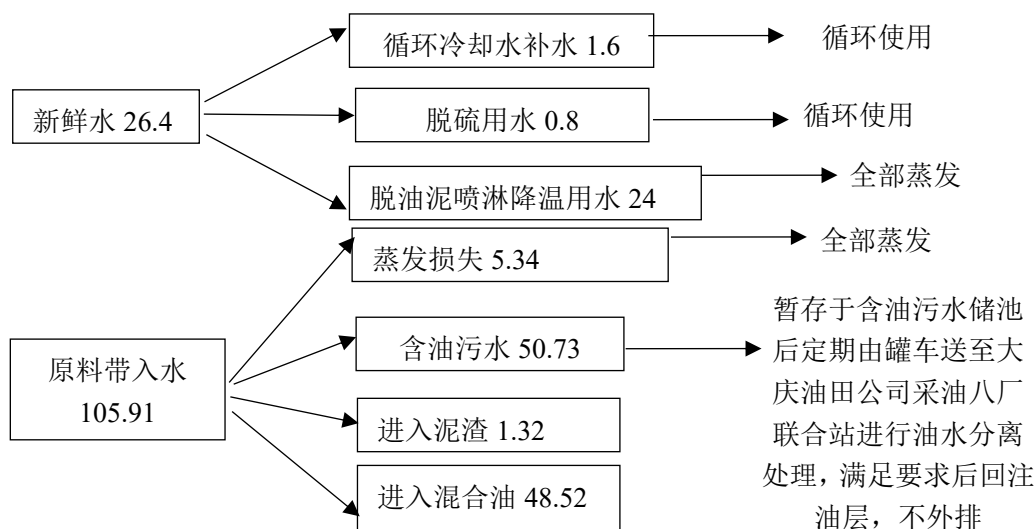 循环冷却水补水 1.6
循环使用
新鲜水 26.4
脱硫用水 0.8
循环使用
脱油泥喷淋降温用水 24
全部蒸发
蒸发损失 5.34
全部蒸发
原料带入水
105.91
含油污水 50.73
暂存于含油污水储池
后定期由罐车送至大
庆油田公司采油八厂
联合站进行油水分离
处理，满足要求后回注
油层，不外排
进入泥渣 1.32
进入混合油 48.52